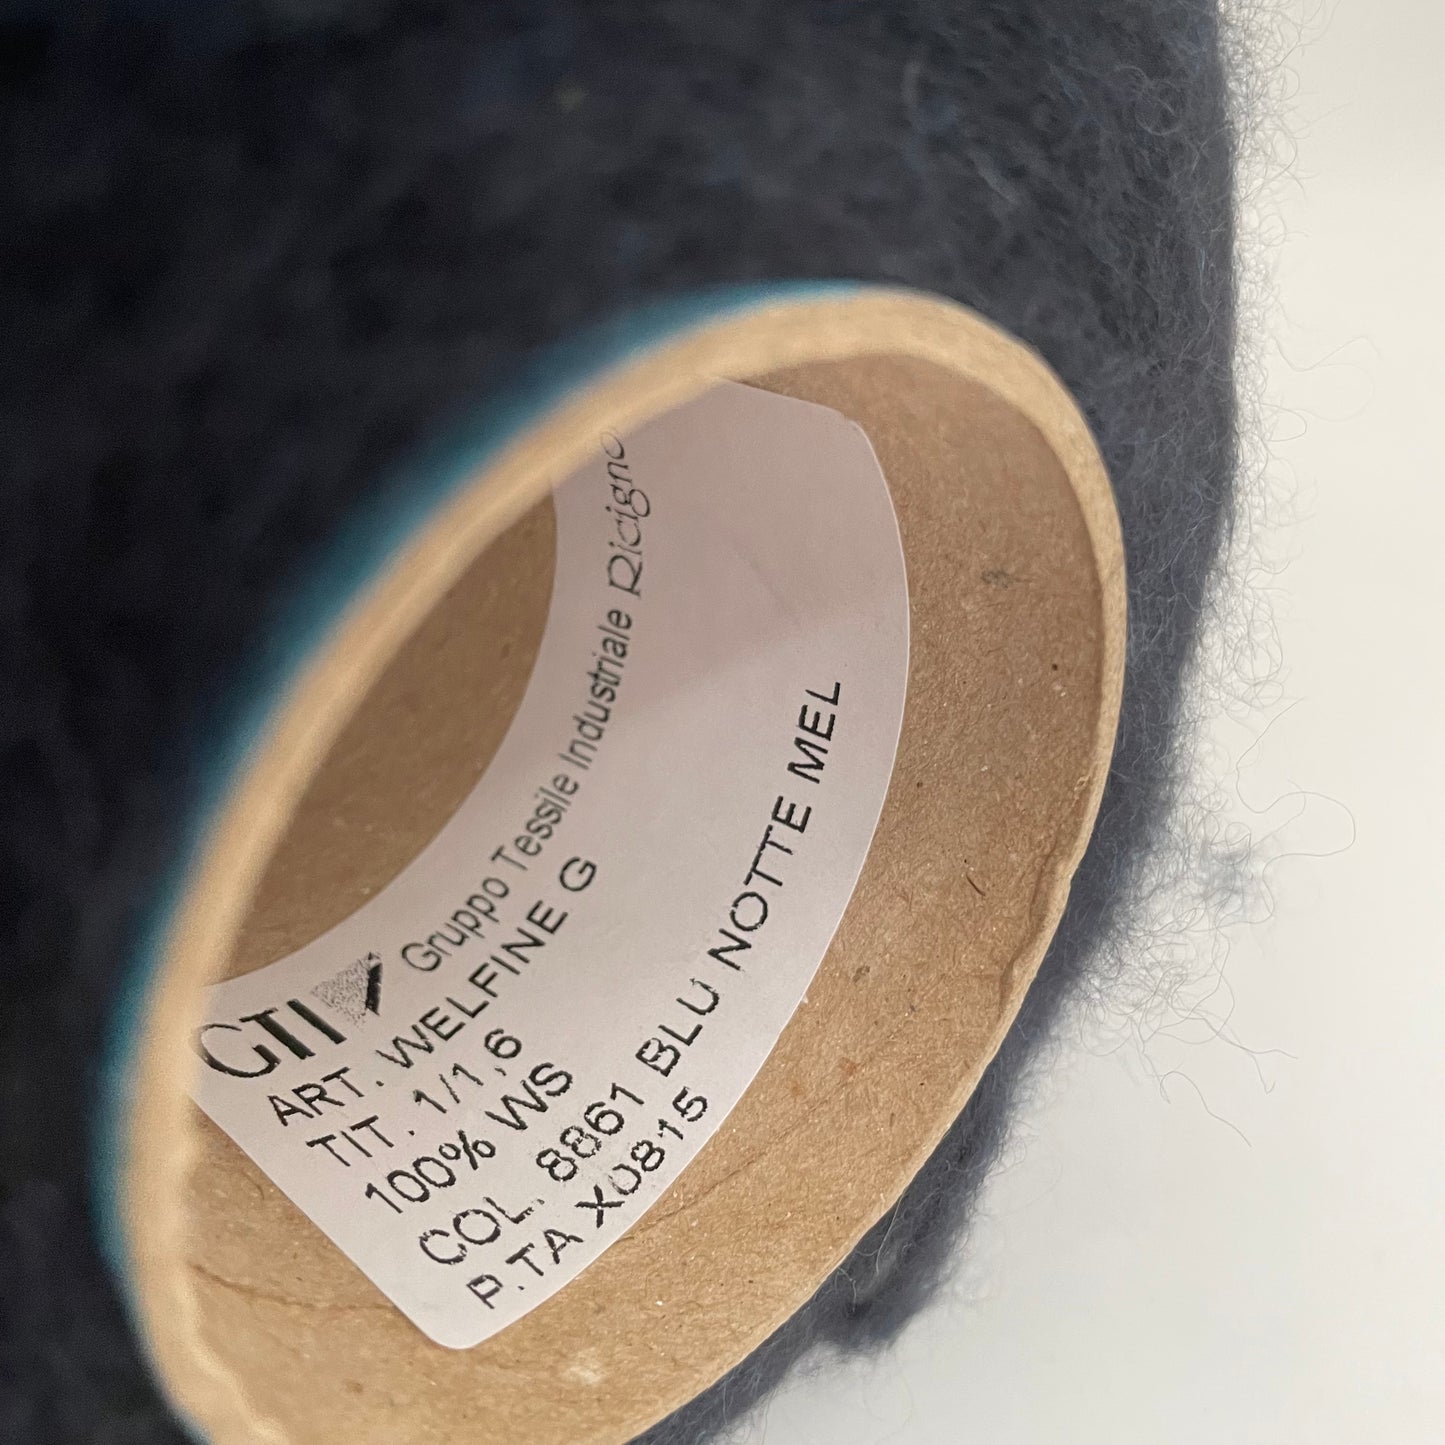 GTI Gruppo Tessile Industriale Ricigno
ART. WELFINE G
TIT. 1/1,6
100% WS
COL. 8861 BLU NOTTE MEL
P.TA X0815